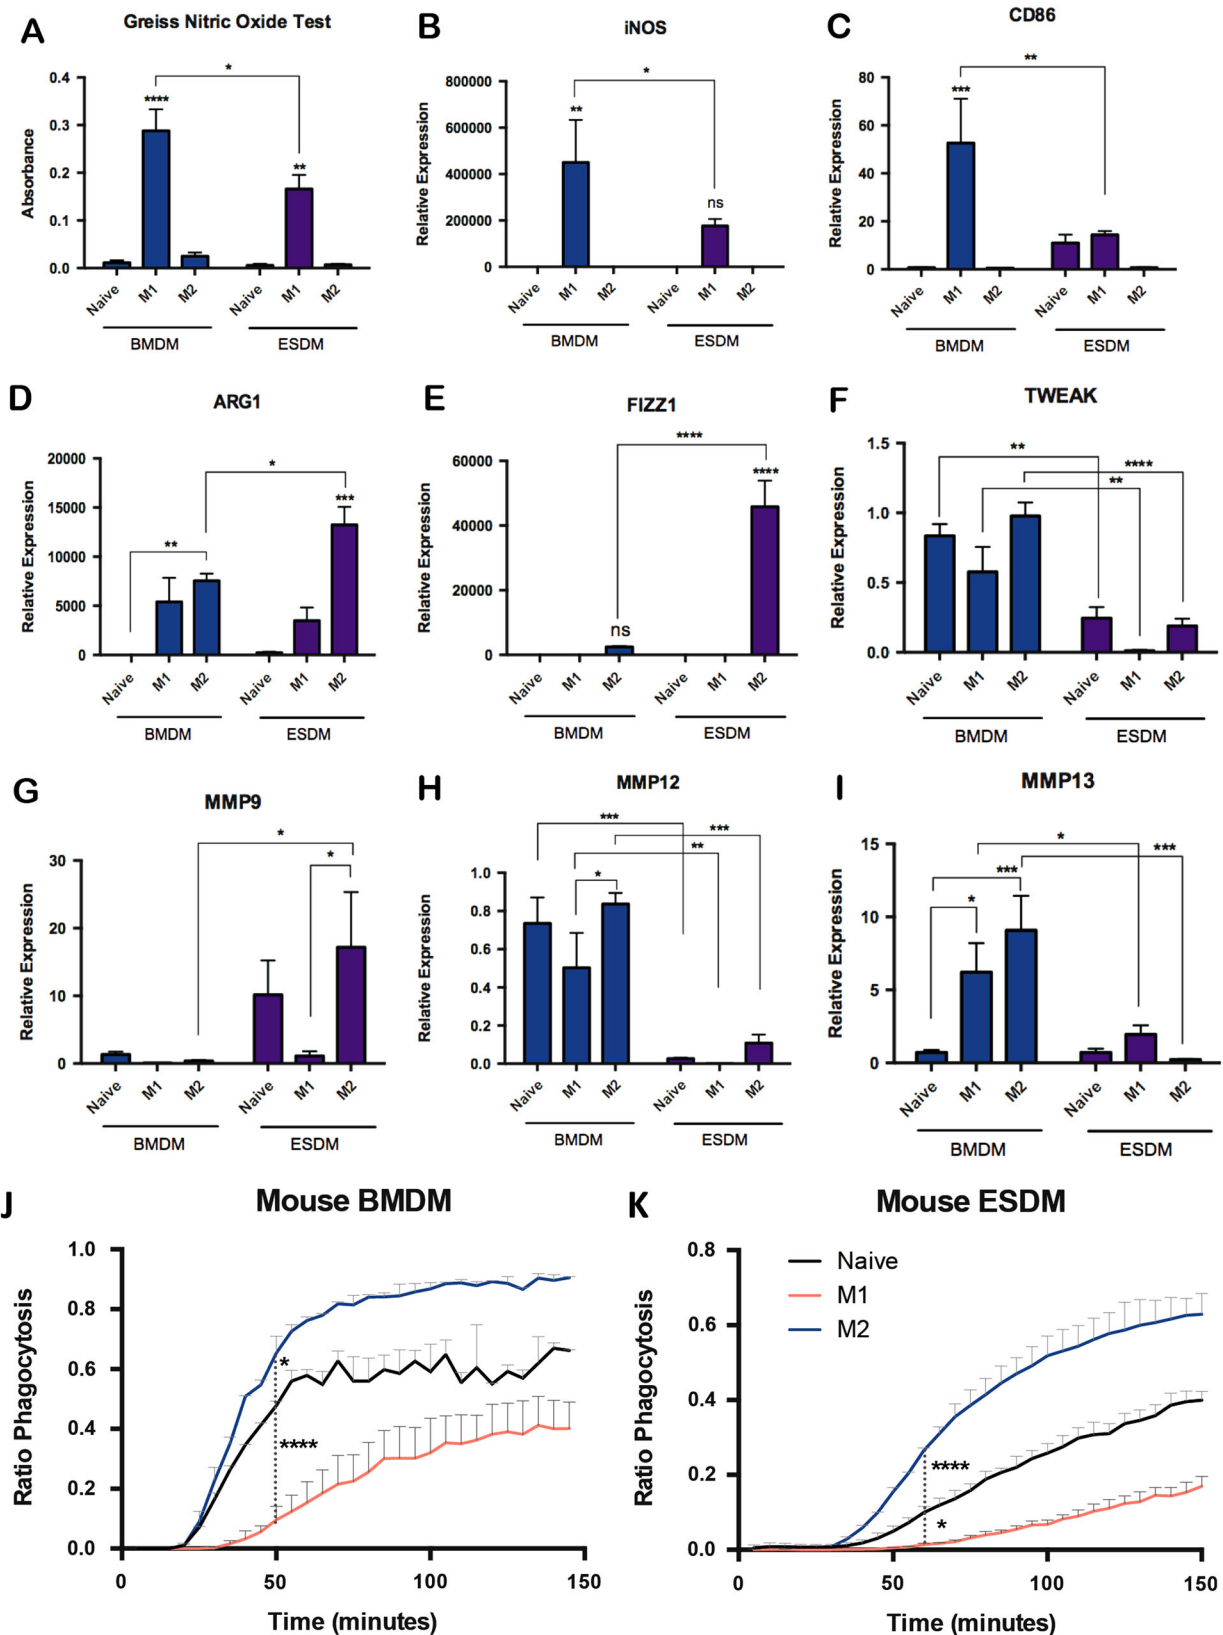 A
Greiss Nitric Oxide Test
Absorbance
0.4
0.3
0.2
0.1
0.0
*
****
**
Naive
M1
M2
Naive
M1
M2
BMDM
ESDM
B
iNOS
Relative Expression
800000
600000
400000
200000
0
*
**
ns
Naive
M1
M2
Naive
M1
M2
BMDM
ESDM
C
CD86
Relative Expression
80
60
40
20
0
**
***
Naive
M1
M2
Naive
M1
M2
BMDM
ESDM
D
ARG1
Relative Expression
20000
15000
10000
5000
0
*
***
**
Naive
M1
M2
Naive
M1
M2
BMDM
ESDM
E
FIZZ1
Relative Expression
60000
40000
20000
0
****
****
ns
Naive
M1
M2
Naive
M1
M2
BMDM
ESDM
F
TWEAK
Relative Expression
1.5
1.0
0.5
0.0
**
****
**
Naive
M1
M2
Naive
M1
M2
BMDM
ESDM
G
MMP9
Relative Expression
30
20
10
0
*
*
Naive
M1
M2
Naive
M1
M2
BMDM
ESDM
H
MMP12
Relative Expression
1.0
0.8
0.6
0.4
0.2
0.0
***
***
**
*
Naive
M1
M2
Naive
M1
M2
BMDM
ESDM
I
MMP13
Relative Expression
15
10
5
0
*
***
***
*
Naive
M1
M2
Naive
M1
M2
BMDM
ESDM
J
Mouse BMDM
Ratio Phagocytosis
1.0
0.8
0.6
0.4
0.2
0.0
*
****
0
50
100
150
Time (minutes)
K
Mouse ESDM
Ratio Phagocytosis
0.8
0.6
0.4
0.2
0.0
Naive
M1
M2
****
*
0
50
100
150
Time (minutes)